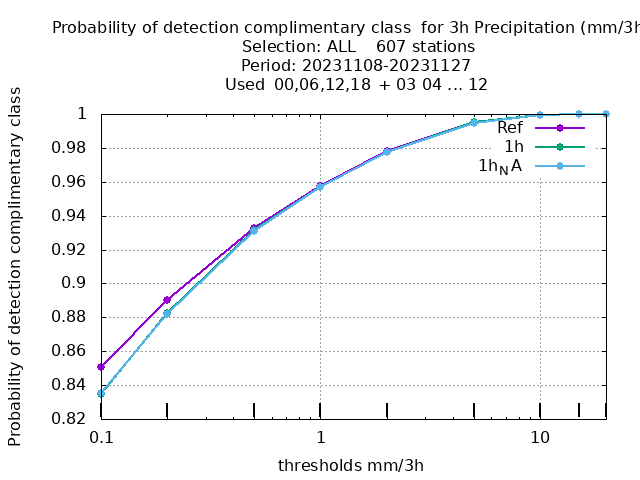 Probability of detection complimentary class  for 3h Precipitation (mm/3h
Selection: ALL    607 stations
Period: 20231108-20231127
Used  00,06,12,18  + 03 04 ... 12
Probability of detection complimentary class
1
0.98
0.96
0.94
0.92
0.9
0.88
0.86
0.84
0.82
Ref
1h
1hNA
0.1
1
10
thresholds mm/3h